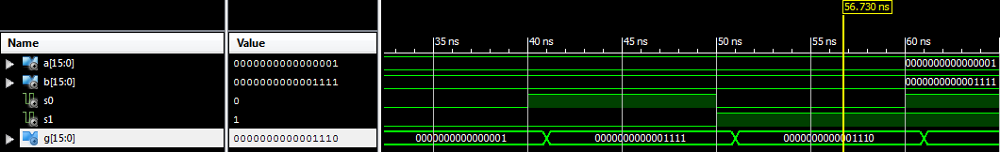 56.730 ns
Name Value 35 ns 40 ns 45 ns 50 ns 55 ns 60 ns
a[15:0] 0000000000000001 0000000000000001
b[15:0] 0000000000001111 0000000000001111
s0 0
s1 1
g[15:0] 0000000000001110 0000000000000001 0000000000001111 0000000000001110